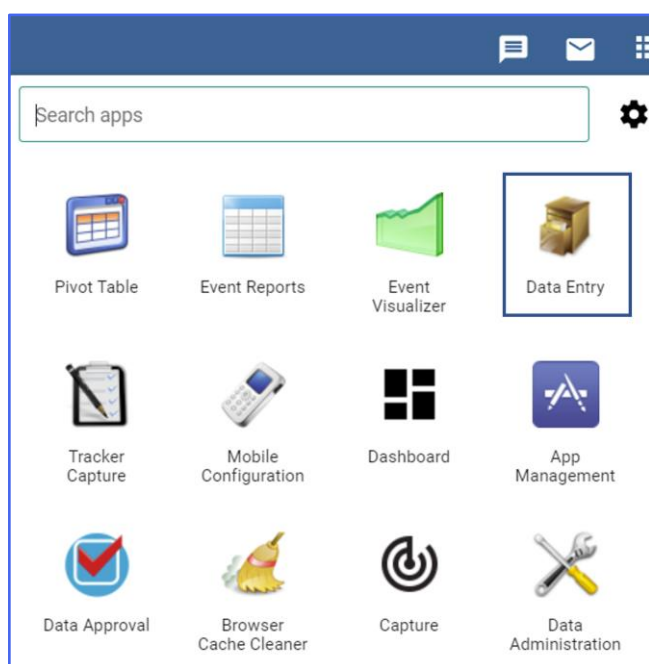 Search apps
Pivot Table
Event Reports
Event
Visualizer
Data Entry
Tracker
Capture
Mobile
Configuration
Dashboard
App
Management
Data Approval
Browser
Cache Cleaner
Capture
Data
Administration